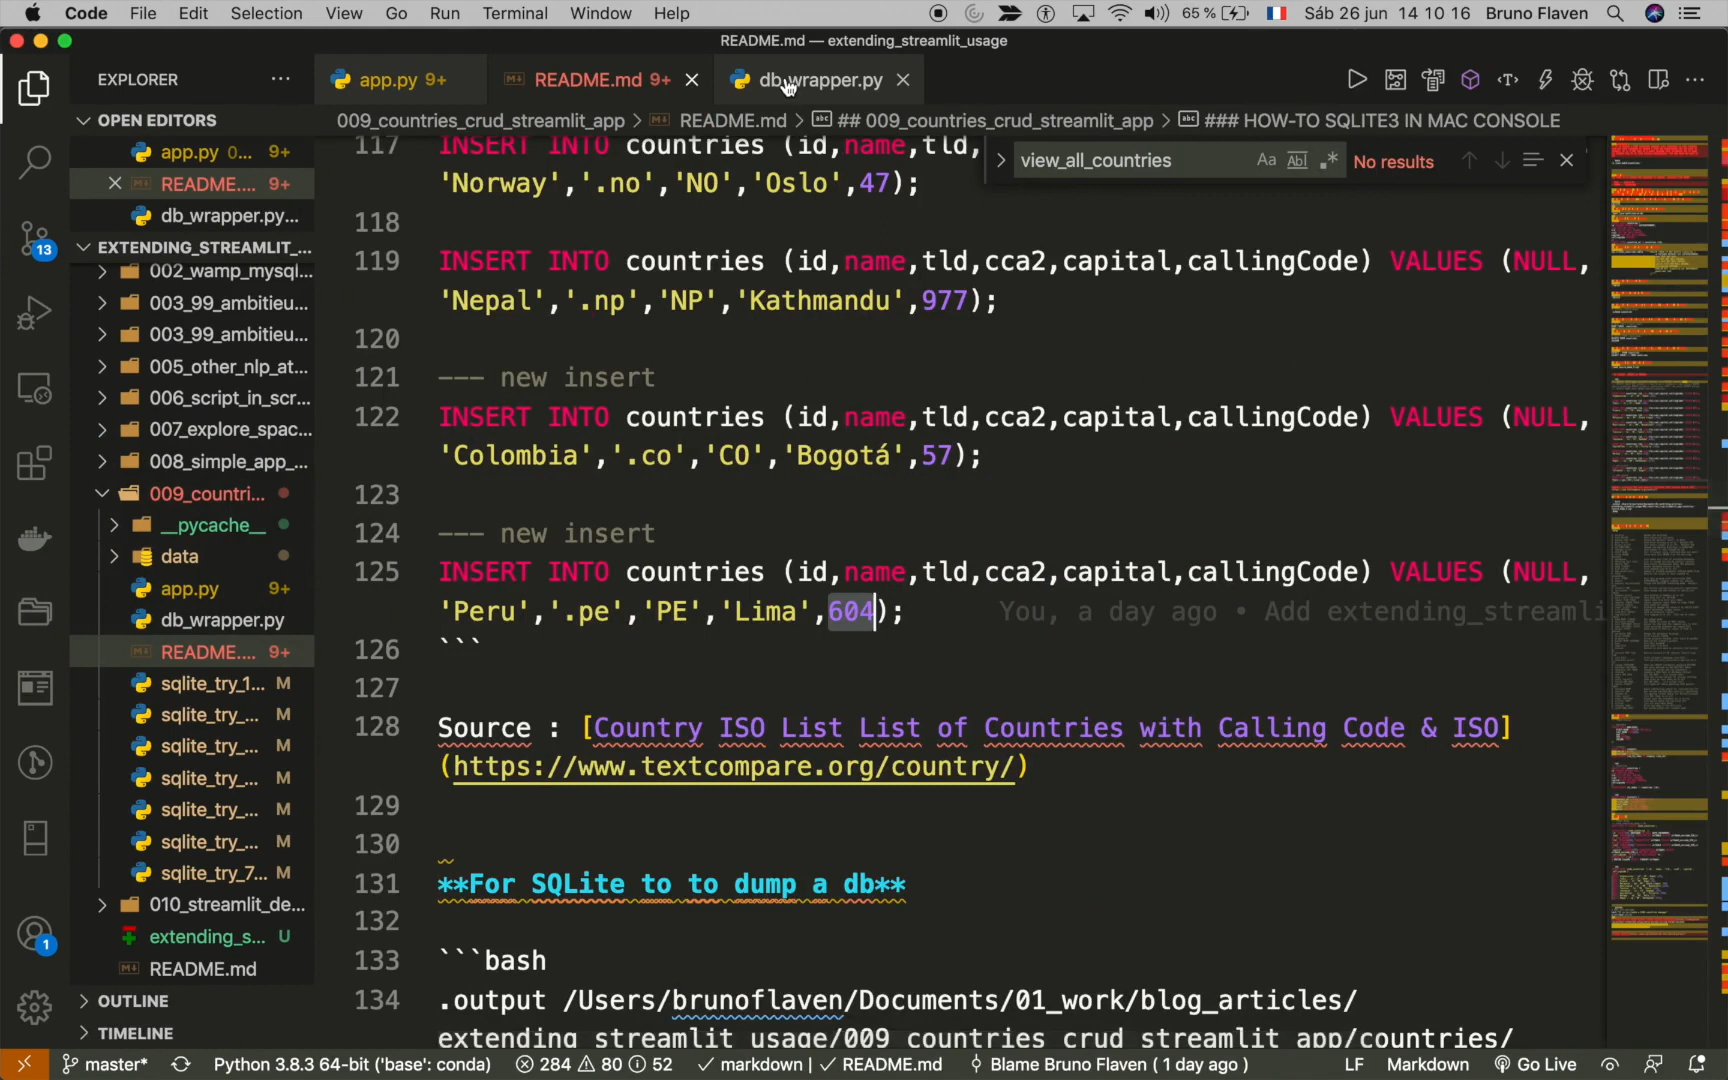 Code File Edit Selection View Go Run Terminal Window Help 65 % Sáb 26 jun 14 10 16 Bruno Flaven
README.md — extending_streamlit_usage
EXPLORER ... app.py 9+ README.md 9+ db_wrapper.py
OPEN EDITORS
009_countries_crud_streamlit_app > README.md > ## 009_countries_crud_streamlit_app > ### HOW-TO SQLITE3 IN MAC CONSOLE
app.py 0... 9+
README.... 9+
db_wrapper.py...
view_all_countries Aa Abl .* No results
EXTENDING_STREAMLIT_...
002_wamp_mysql...
003_99_ambitieu...
003_99_ambitieu...
005_other_nlp_at...
006_script_in_scr...
007_explore_spac...
008_simple_app_...
009_countri...
__pycache__
data
app.py 9+
db_wrapper.py
README.... 9+
sqlite_try_1... M
sqlite_try_... M
sqlite_try_... M
sqlite_try_... M
sqlite_try_... M
sqlite_try_... M
sqlite_try_7... M
010_streamlit_de...
extending_s... U
README.md
OUTLINE
TIMELINE
13
1
117 INSERT INTO countries (id,name,tld,
'Norway','.no','NO','Oslo',47);
118
119 INSERT INTO countries (id,name,tld,cca2,capital,callingCode) VALUES (NULL,
'Nepal','.np','NP','Kathmandu',977);
120
121 --- new insert
122 INSERT INTO countries (id,name,tld,cca2,capital,callingCode) VALUES (NULL,
'Colombia','.co','CO','Bogotá',57);
123
124 --- new insert
125 INSERT INTO countries (id,name,tld,cca2,capital,callingCode) VALUES (NULL,
'Peru','.pe','PE','Lima',604); You, a day ago • Add extending_streamli
126 ```
127
128 Source : [Country ISO List List of Countries with Calling Code & ISO]
(https://www.textcompare.org/country/)
129
130
131 **For SQLite to to dump a db**
132
133 ```bash
134 .output /Users/brunoflaven/Documents/01_work/blog_articles/
extending_streamlit_usage/009_countries_crud_streamlit_app/countries/
master* Python 3.8.3 64-bit ('base': conda) 284 80 52 markdown | README.md Blame Bruno Flaven ( 1 day ago ) LF Markdown Go Live